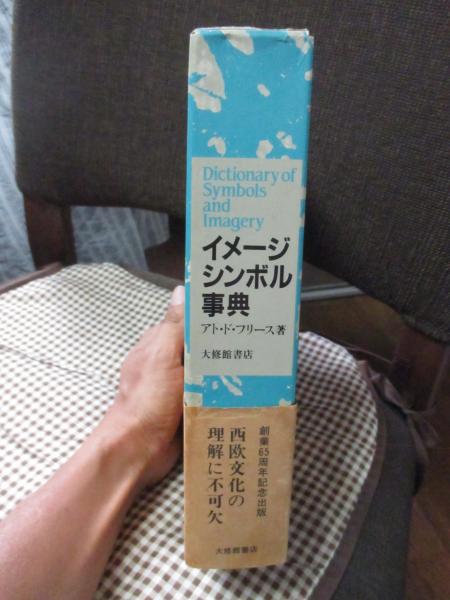 Dictionary of
Symbols
and
Imagery
イメージ
シンボル
事典
アト・ド・フリース著
大修館書店
創業65周年記念出版
西欧文化の
理解に不可欠
大修館書店